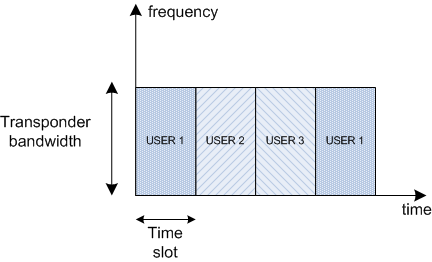 frequency
Transponder
bandwidth
USER 1
USER 2
USER 3
USER 1
time
Time
slot